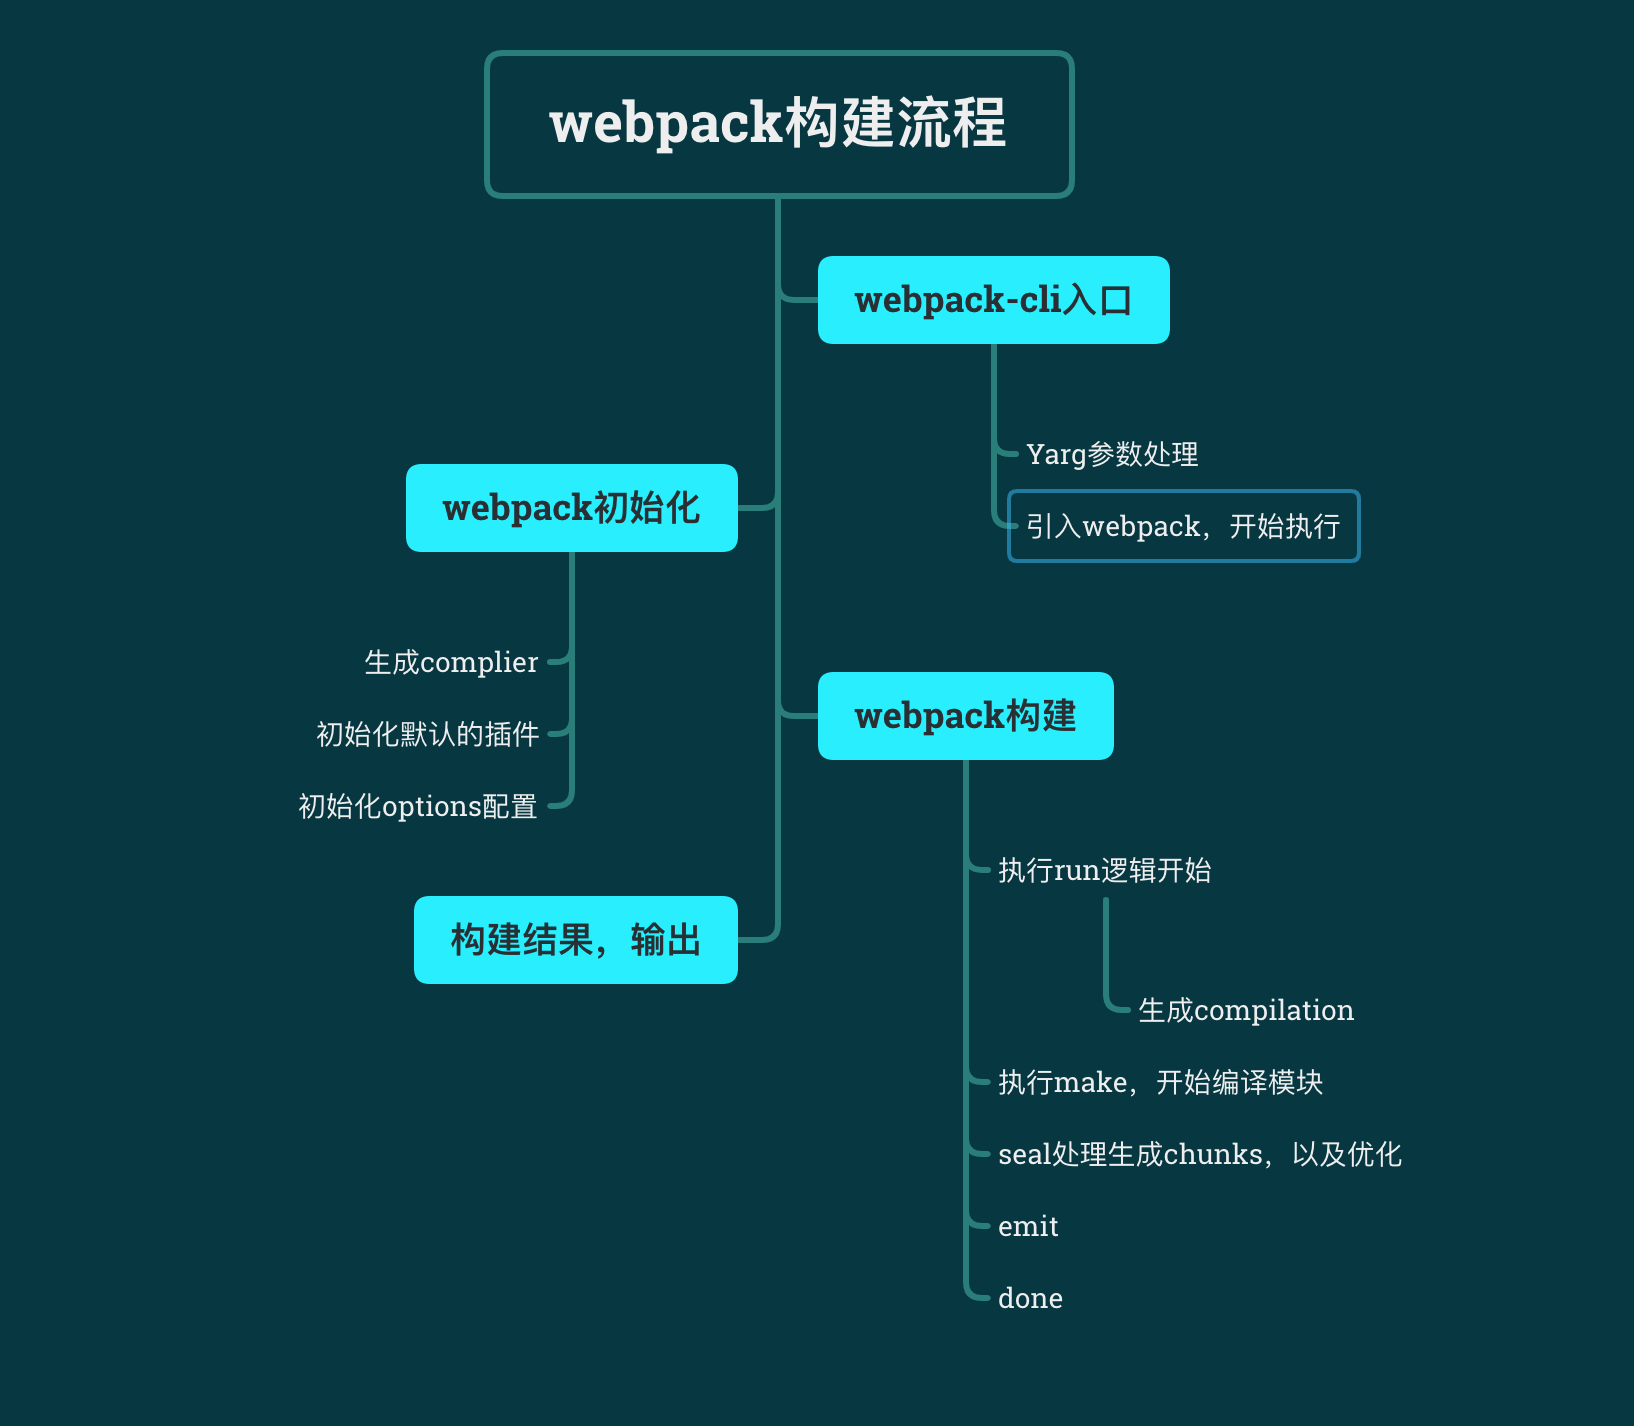 webpack构建流程
webpack-cli入口
Yarg参数处理
引入webpack，开始执行
webpack初始化
生成complier
初始化默认的插件
初始化options配置
webpack构建
执行run逻辑开始
生成compilation
执行make，开始编译模块
seal处理生成chunks，以及优化
emit
done
构建结果，输出